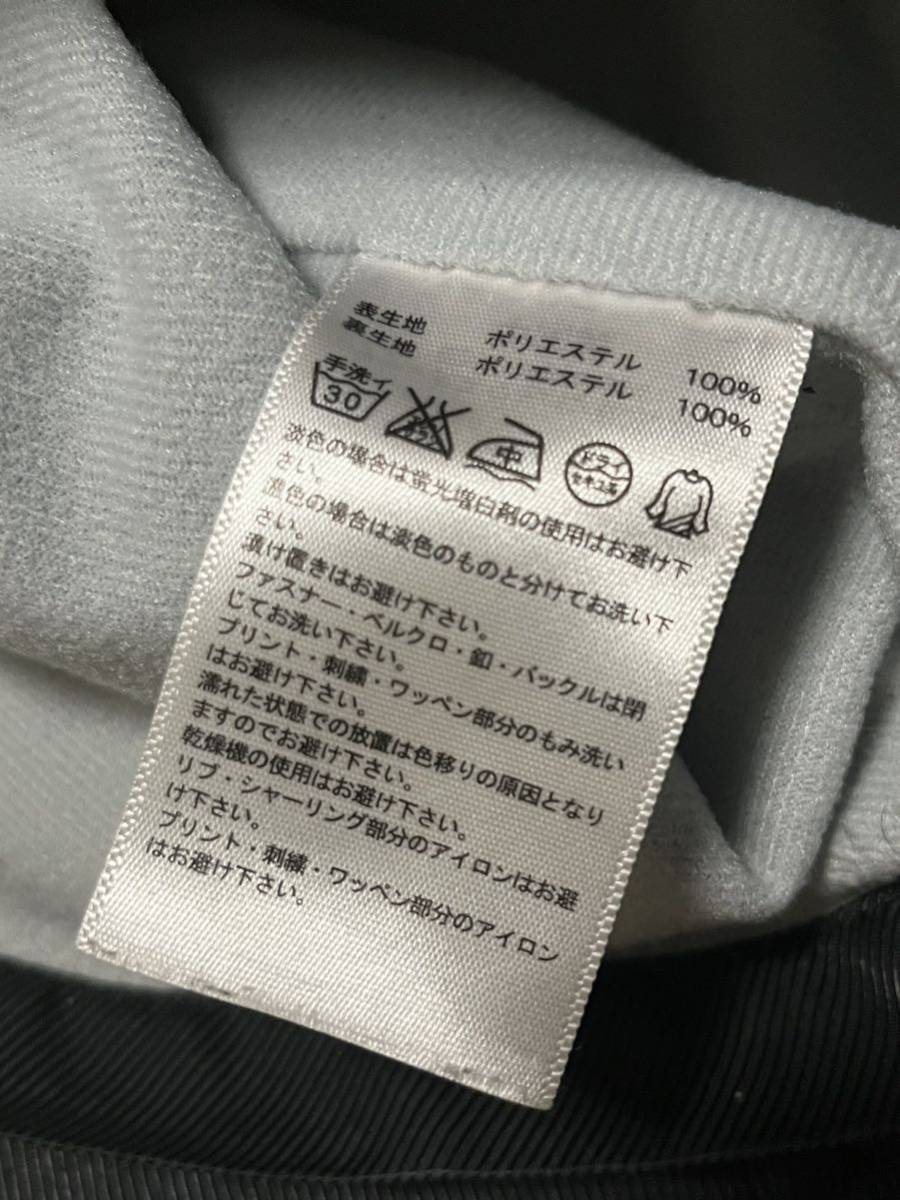 表生地 ポリエステル 100%
裏生地 ポリエステル 100%
手洗イ
30
エンソサラシ
中
ドライ
セキユ系
淡色の場合は蛍光増白剤の使用はお避け下
さい。
濃色の場合は淡色のものと分けてお洗い下
さい。
漬け置きはお避け下さい。
ファスナー・ベルクロ・釦・バックルは閉
じてお洗い下さい。
プリント・刺繍・ワッペン部分のもみ洗い
はお避け下さい。
濡れた状態での放置は色移りの原因となり
ますのでお避け下さい。
乾燥機の使用はお避け下さい。
リブ・シャーリング部分のアイロンはお避
け下さい。
プリント・刺繍・ワッペン部分のアイロン
はお避け下さい。